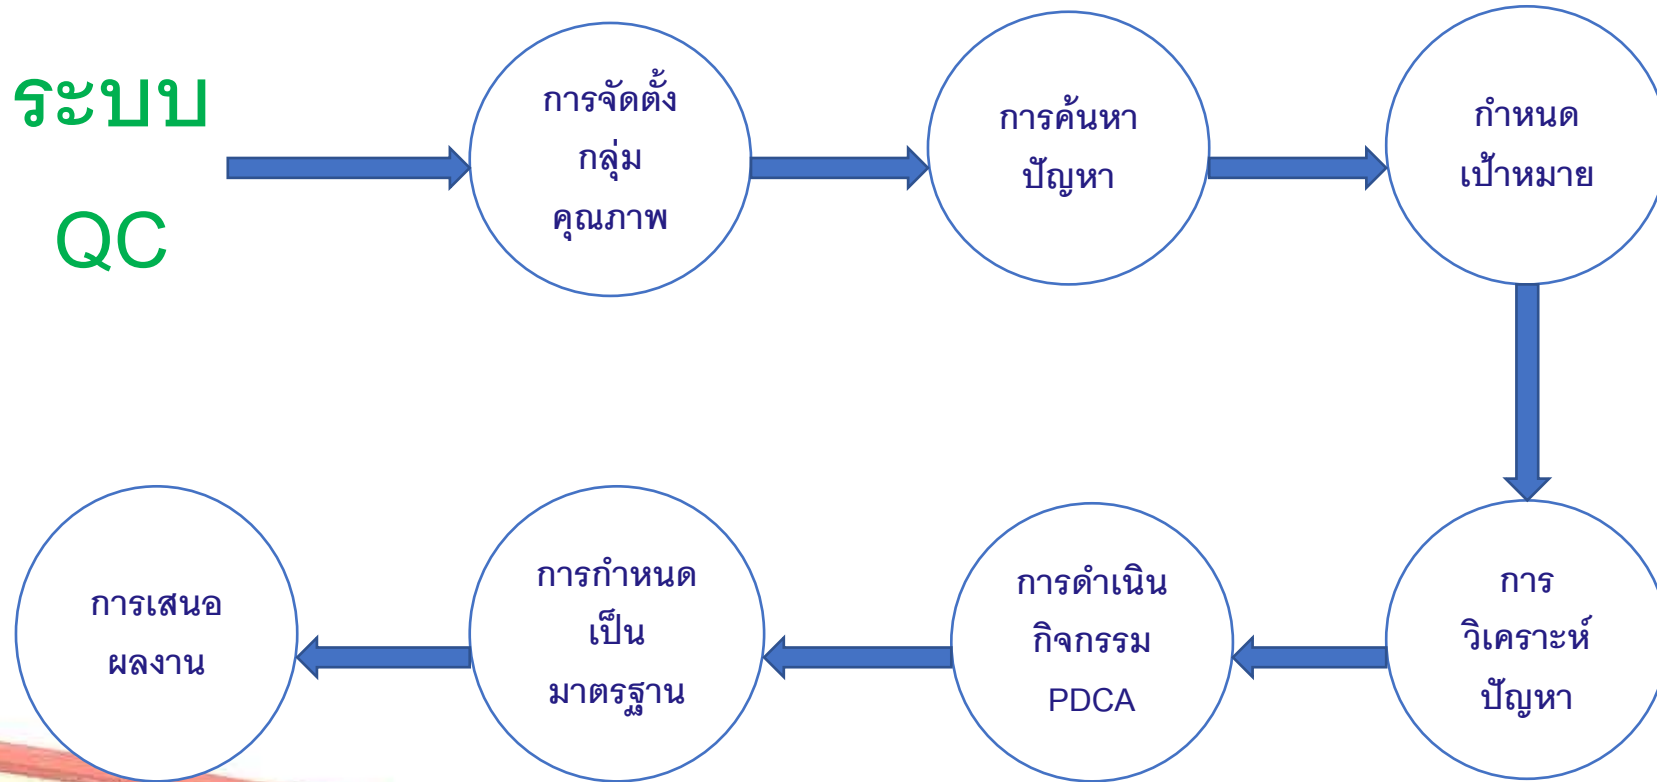 ระบบ
QC
การจัดตั้ง
กลุ่ม
คุณภาพ
การค้นหา
ปัญหา
กำหนด
เป้าหมาย
การ
วิเคราะห์
ปัญหา
การดำเนิน
กิจกรรม
PDCA
การกำหนด
เป็น
มาตรฐาน
การเสนอ
ผลงาน